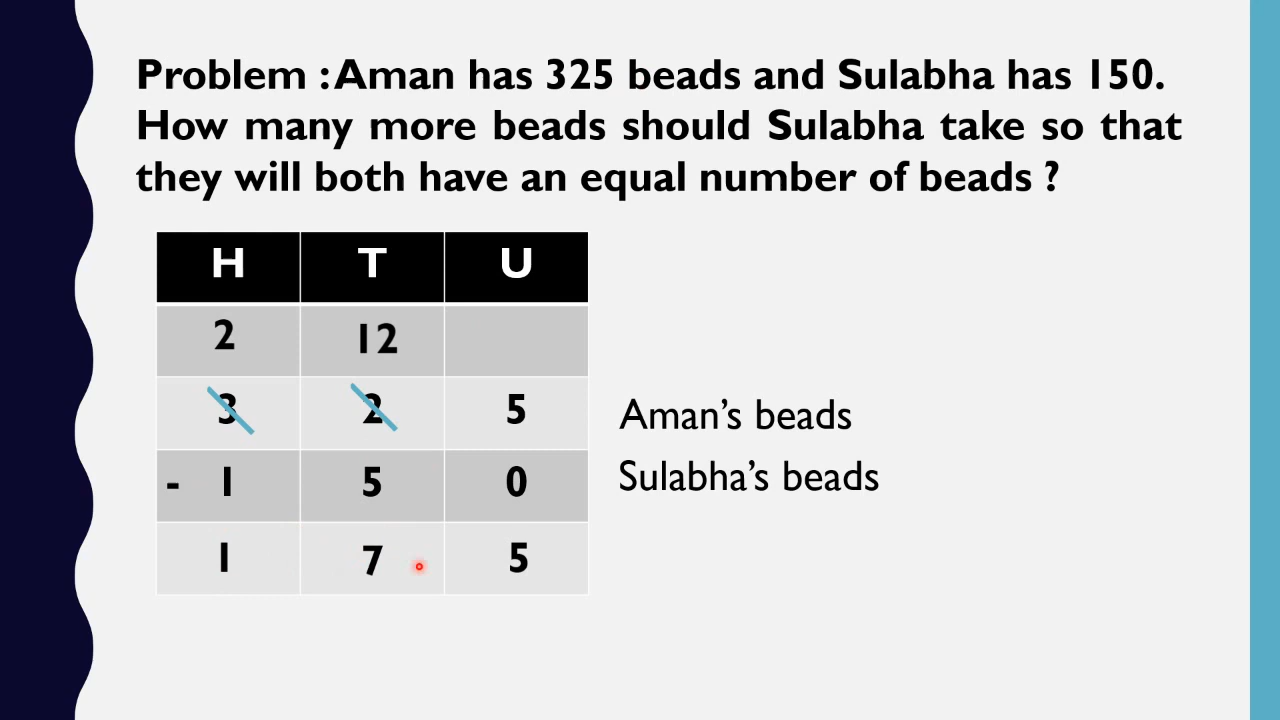 Problem : Aman has 325 beads and Sulabha has 150.
How many more beads should Sulabha take so that
they will both have an equal number of beads ?
H T U
2 12
3 2 5 Aman’s beads
- 1 5 0 Sulabha’s beads
1 7 5